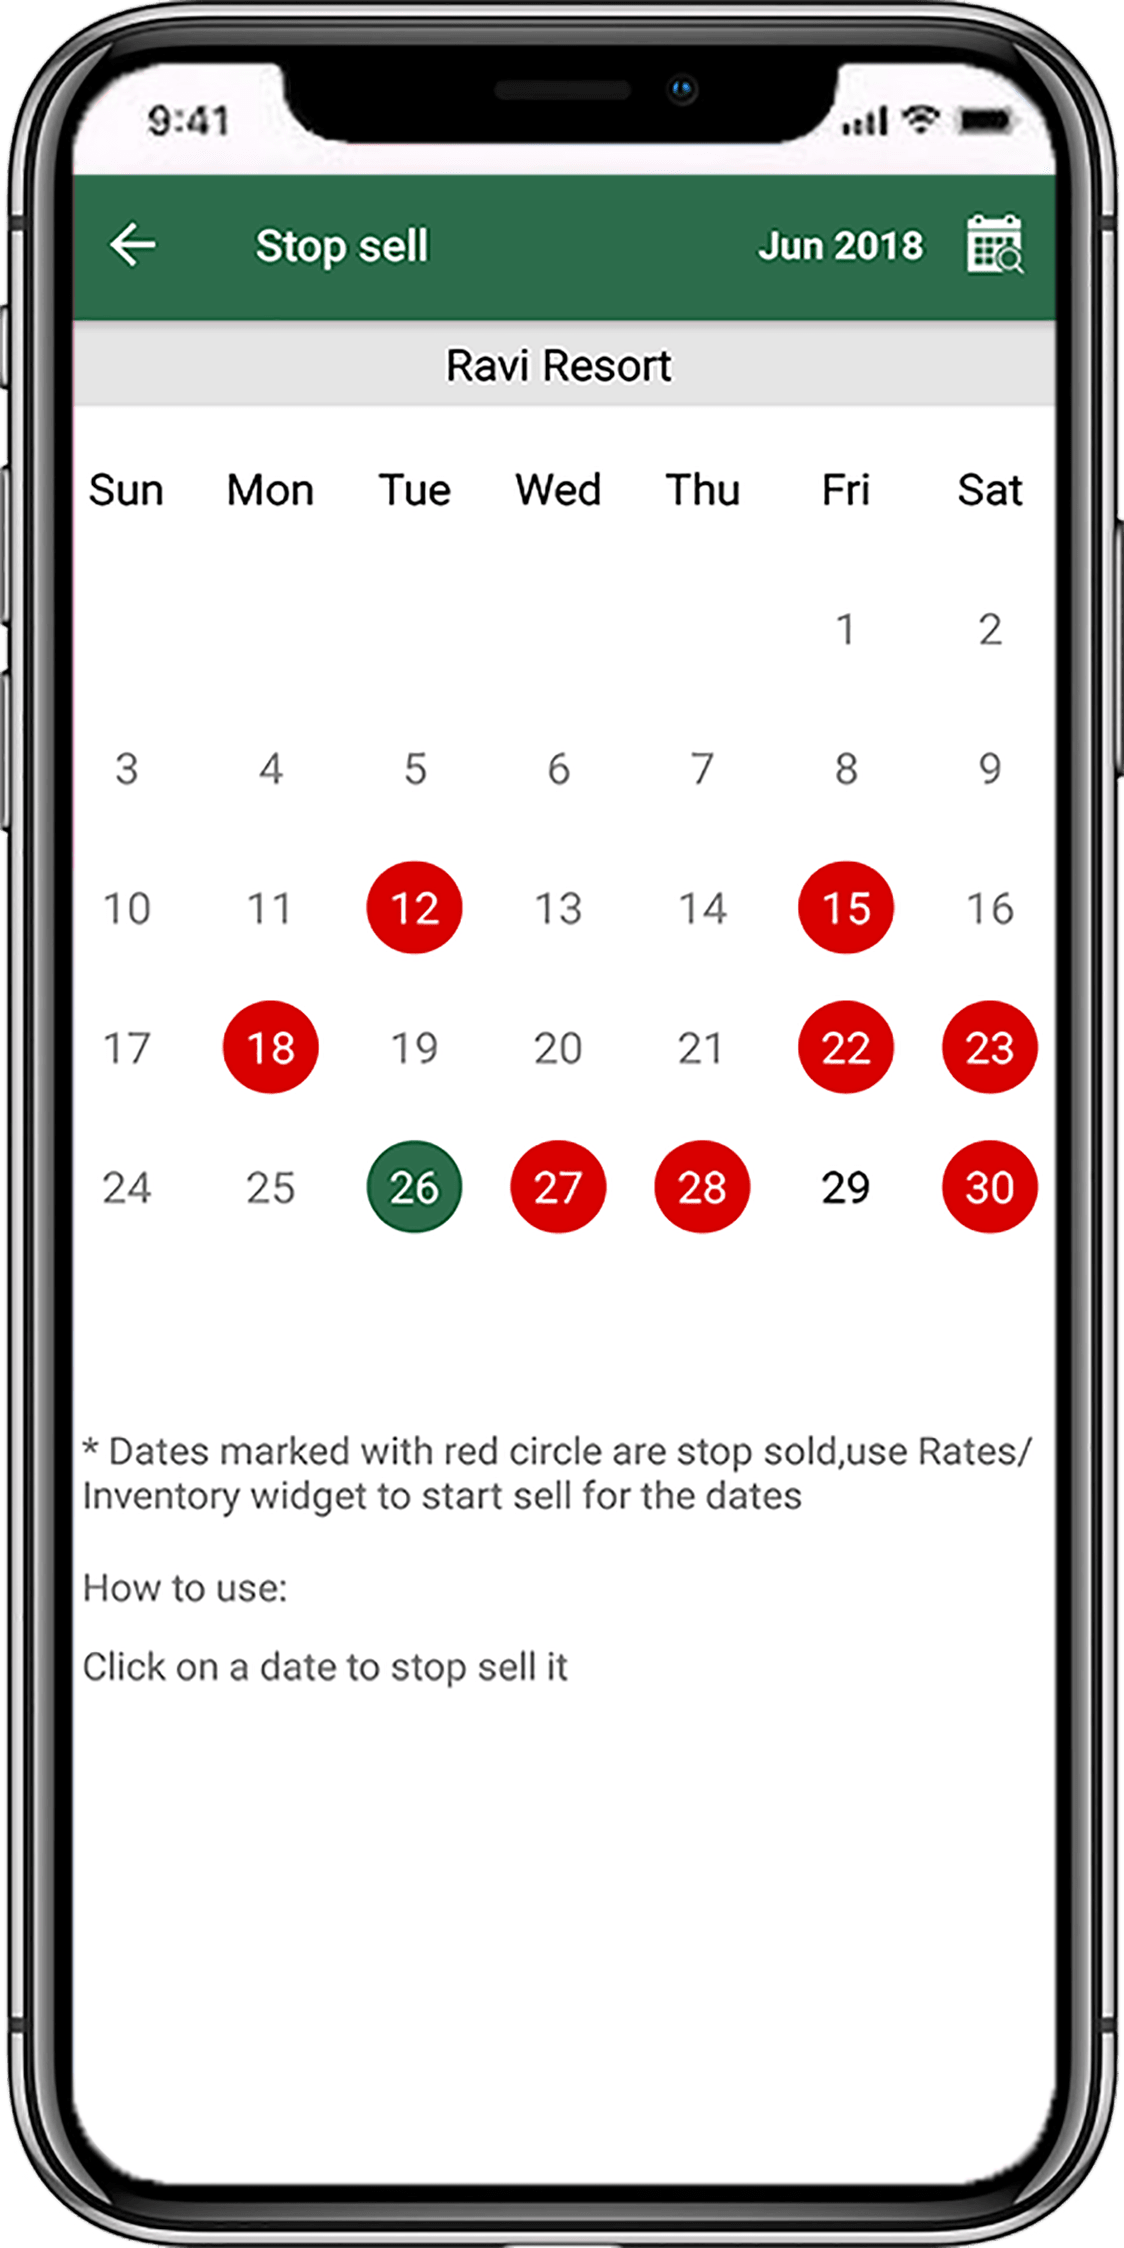 9:41
Stop sell Jun 2018
Ravi Resort
Sun Mon Tue Wed Thu Fri Sat
1 2
3 4 5 6 7 8 9
10 11 12 13 14 15 16
17 18 19 20 21 22 23
24 25 26 27 28 29 30
* Dates marked with red circle are stop sold,use Rates/
Inventory widget to start sell for the dates
How to use:
Click on a date to stop sell it